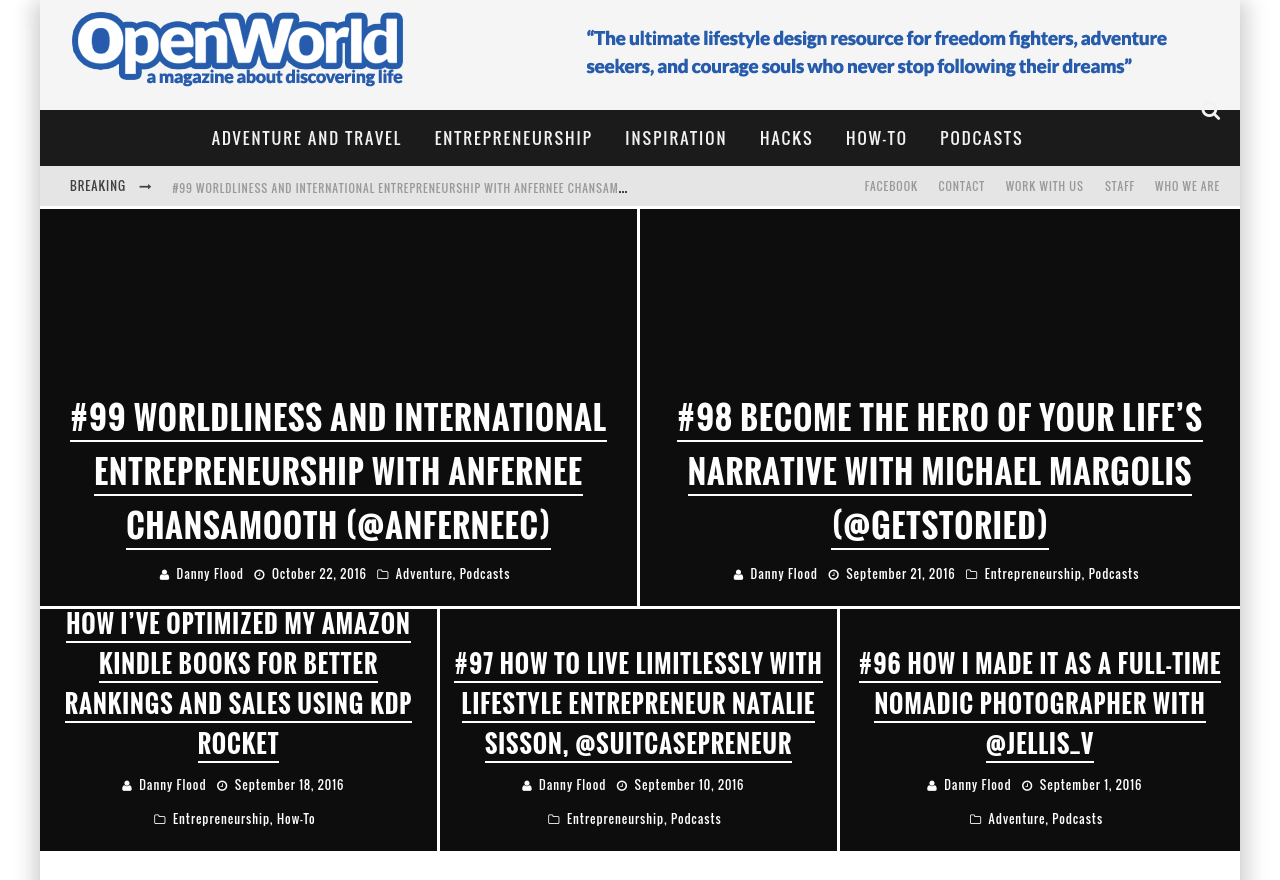 OpenWorld
a magazine about discovering life
“The ultimate lifestyle design resource for freedom fighters, adventure
seekers, and courage souls who never stop following their dreams”
ADVENTURE AND TRAVEL ENTREPRENEURSHIP INSPIRATION HACKS HOW-TO PODCASTS
BREAKING #99 WORLDLINESS AND INTERNATIONAL ENTREPRENEURSHIP WITH ANFERNEE CHANSAM...
FACEBOOK CONTACT WORK WITH US STAFF WHO WE ARE
#99 WORLDLINESS AND INTERNATIONAL
ENTREPRENEURSHIP WITH ANFERNEE
CHANSAMOOTH (@ANFERNEEC)
Danny Flood October 22, 2016 Adventure, Podcasts
#98 BECOME THE HERO OF YOUR LIFE’S
NARRATIVE WITH MICHAEL MARGOLIS
(@GETSTORIED)
Danny Flood September 21, 2016 Entrepreneurship, Podcasts
HOW I’VE OPTIMIZED MY AMAZON
KINDLE BOOKS FOR BETTER
RANKINGS AND SALES USING KDP
ROCKET
Danny Flood September 18, 2016
Entrepreneurship, How-To
#97 HOW TO LIVE LIMITLESSLY WITH
LIFESTYLE ENTREPRENEUR NATALIE
SISSON, @SUITCASEPRENEUR
Danny Flood September 10, 2016
Entrepreneurship, Podcasts
#96 HOW I MADE IT AS A FULL-TIME
NOMADIC PHOTOGRAPHER WITH
@JELLIS_V
Danny Flood September 1, 2016
Adventure, Podcasts